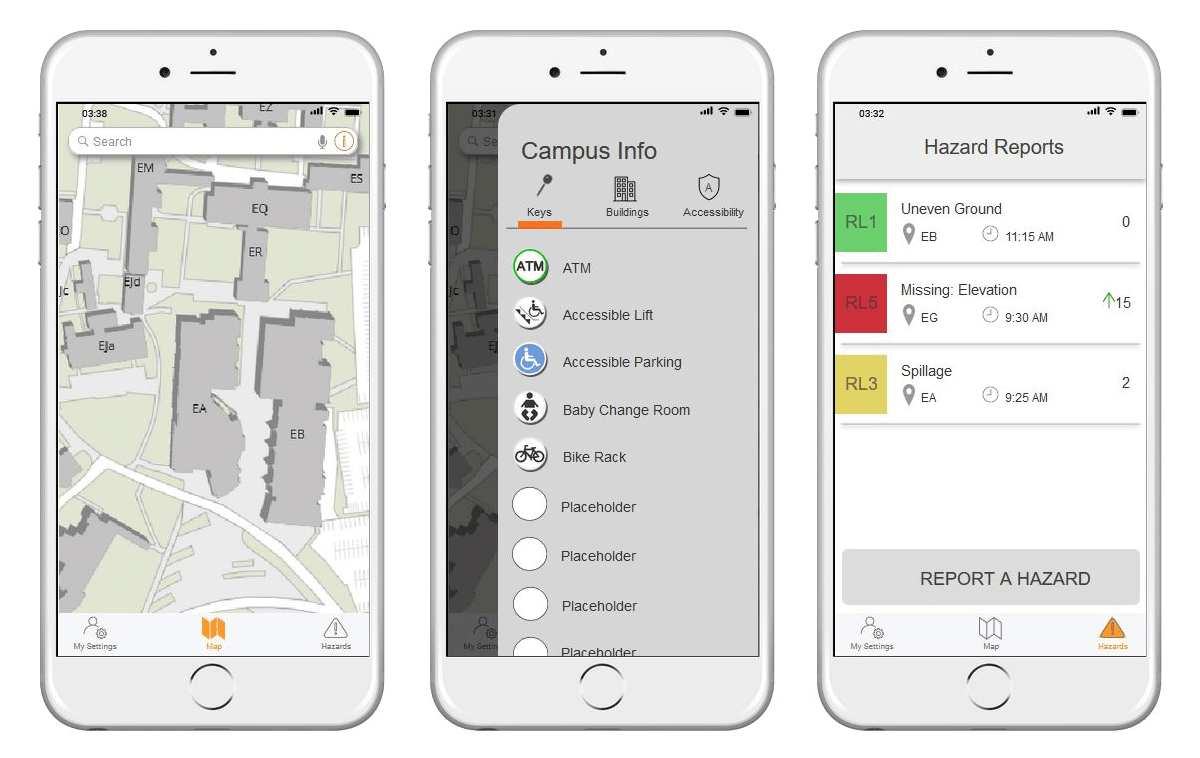 03:38
EZ
Search
i
EM
ES
EQ
ER
EJd
EJa
EA
EB
My Settings
Map
Hazards
03:31
Se
Campus Info
A
Keys
Buildings
Accessibility
ATM
ATM
Accessible Lift
Accessible Parking
Baby Change Room
Bike Rack
Placeholder
Placeholder
Placeholder
Placeholder
My Settin
03:32
Hazard Reports
RL1
Uneven Ground
EB
11:15 AM
0
RL5
Missing: Elevation
EG
9:30 AM
15
RL3
Spillage
EA
9:25 AM
2
REPORT A HAZARD
My Settings
Map
Hazards